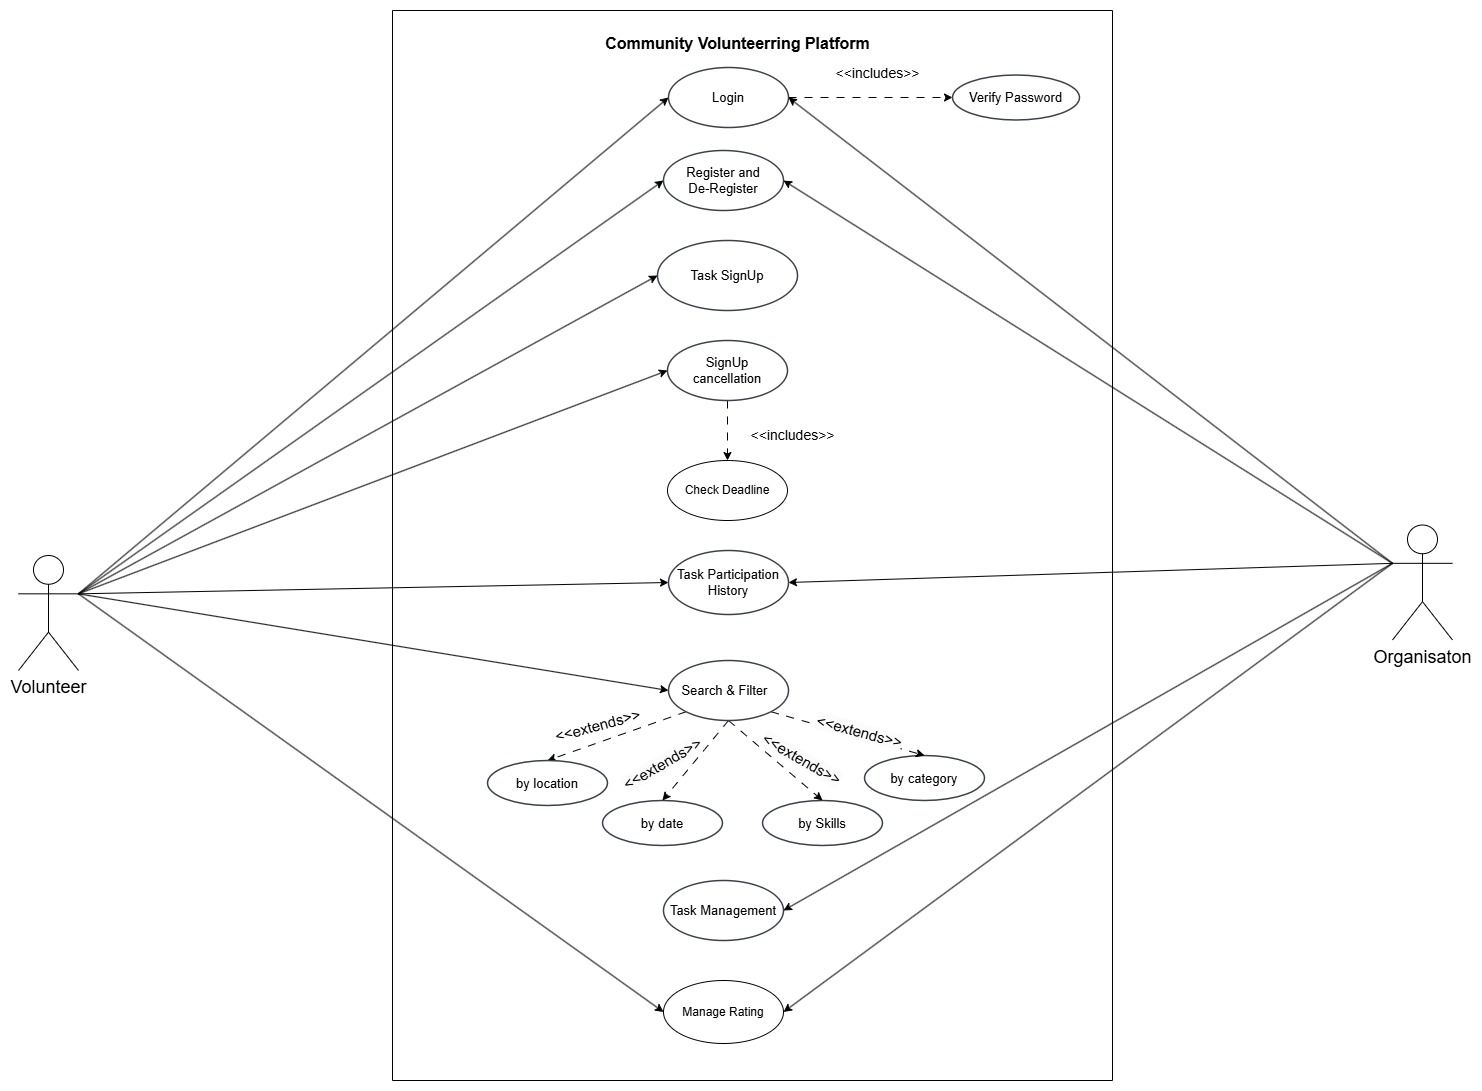 Community Volunteerring Platform
<<includes>>
Login
Verify Password
Register and
De-Register
Task SignUp
SignUp
cancellation
<<includes>>
Check Deadline
Task Participation
History
Volunteer
Organisaton
Search & Filter
<<extends>>
<<extends>>
<<extends>>
<<extends>>
by location
by date
by Skills
by category
Task Management
Manage Rating